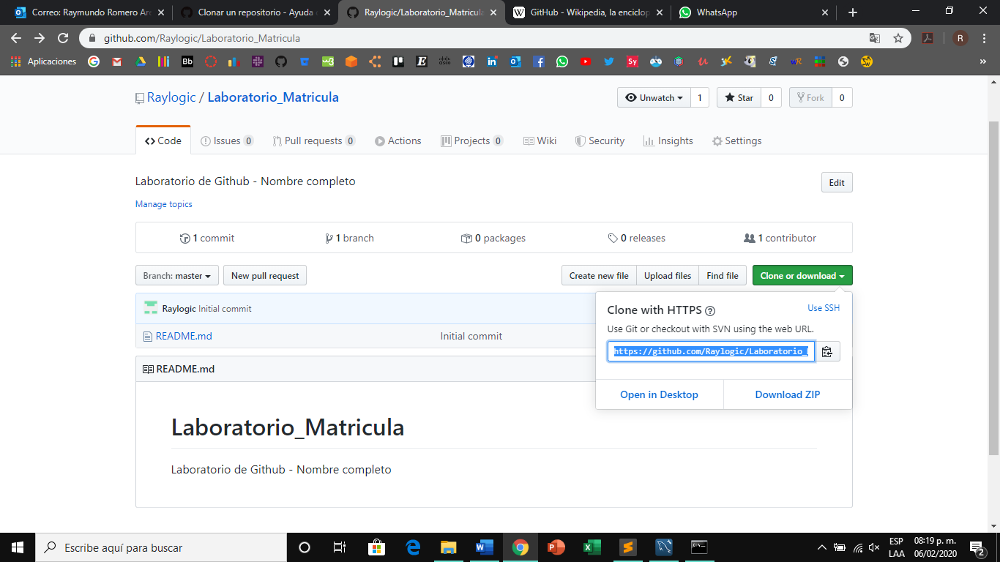 Correo: Raymundo Romero Are
Clonar un repositorio - Ayuda
Raylogic/Laboratorio_Matricula
GitHub - Wikipedia, la enciclop
WhatsApp
github.com/Raylogic/Laboratorio_Matricula
R
Aplicaciones
Raylogic / Laboratorio_Matricula
Unwatch 1
Star 0
Fork 0
Code
Issues 0
Pull requests 0
Actions
Projects 0
Wiki
Security
Insights
Settings
Laboratorio de Github - Nombre completo
Edit
Manage topics
1 commit
1 branch
0 packages
0 releases
1 contributor
Branch: master
New pull request
Create new file
Upload files
Find file
Clone or download
Raylogic Initial commit
README.md
Initial commit
Clone with HTTPS
Use SSH
Use Git or checkout with SVN using the web URL.
https://github.com/Raylogic/Laboratorio_
Open in Desktop
Download ZIP
README.md
Laboratorio_Matricula
Laboratorio de Github - Nombre completo
Escribe aquí para buscar
ESP
LAA
08:19 p. m.
06/02/2020
2